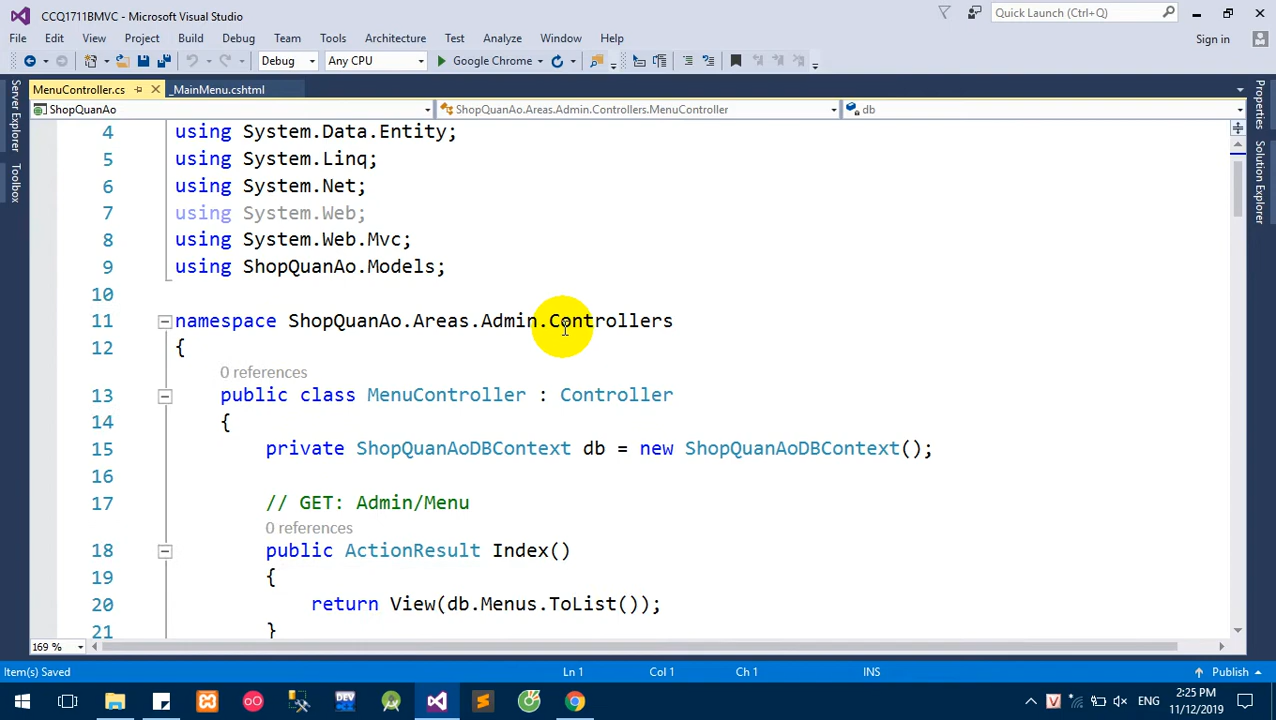 CCQ1711BMVC - Microsoft Visual Studio
Quick Launch (Ctrl+Q)
File Edit View Project Build Debug Team Tools Architecture Test Analyze Window Help
Sign in
Debug Any CPU Google Chrome
MenuController.cs _MainMenu.cshtml
ShopQuanAo ShopQuanAo.Areas.Admin.Controllers.MenuController db
Server Explorer
Toolbox
Properties
Solution Explorer
4 using System.Data.Entity;
5 using System.Linq;
6 using System.Net;
7 using System.Web;
8 using System.Web.Mvc;
9 using ShopQuanAo.Models;
10
11 namespace ShopQuanAo.Areas.Admin.Controllers
12 {
0 references
13 public class MenuController : Controller
14 {
15 private ShopQuanAoDBContext db = new ShopQuanAoDBContext();
16
17 // GET: Admin/Menu
0 references
18 public ActionResult Index()
19 {
20 return View(db.Menus.ToList());
21 }
169 %
Item(s) Saved Ln 1 Col 1 Ch 1 INS Publish
ENG 2:25 PM
11/12/2019